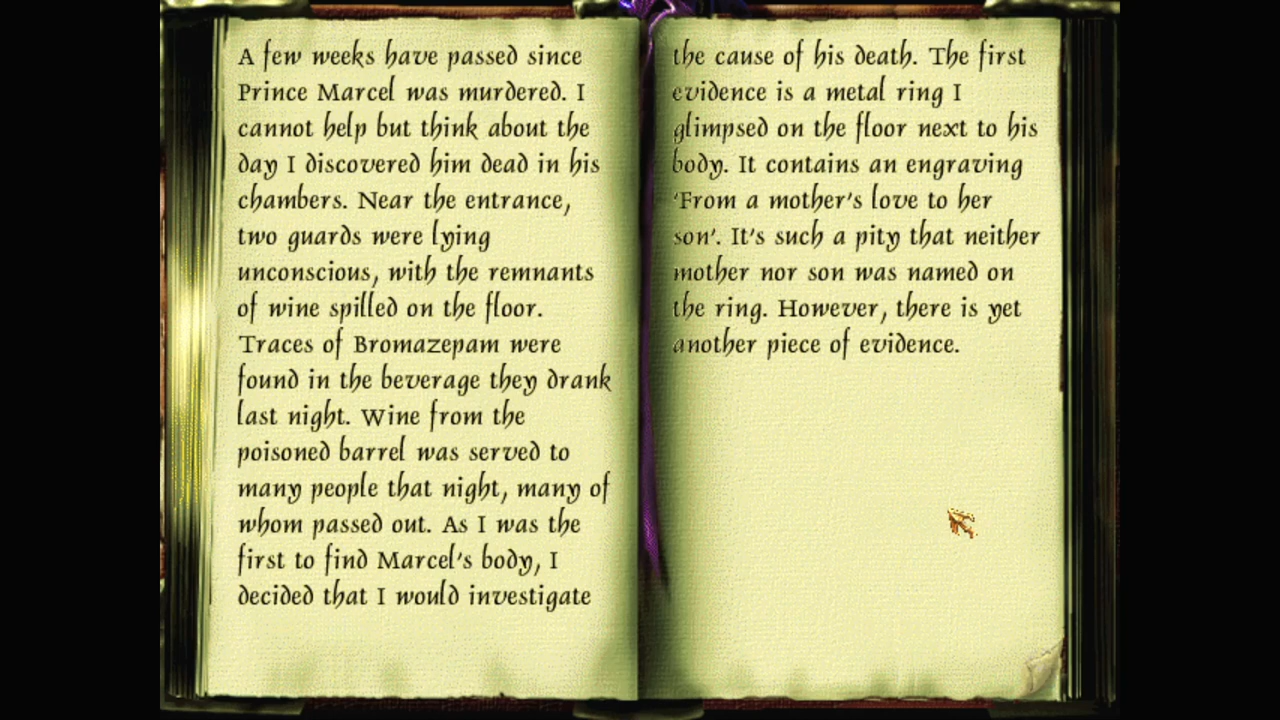 A few weeks have passed since
Prince Marcel was murdered. I
cannot help but think about the
day I discovered him dead in his
chambers. Near the entrance,
two guards were lying
unconscious, with the remnants
of wine spilled on the floor.
Traces of Bromazepam were
found in the beverage they drank
last night. Wine from the
poisoned barrel was served to
many people that night, many of
whom passed out. As I was the
first to find Marcel's body, I
decided that I would investigate
the cause of his death. The first
evidence is a metal ring I
glimpsed on the floor next to his
body. It contains an engraving
'From a mother's love to her
son'. It's such a pity that neither
mother nor son was named on
the ring. However, there is yet
another piece of evidence.